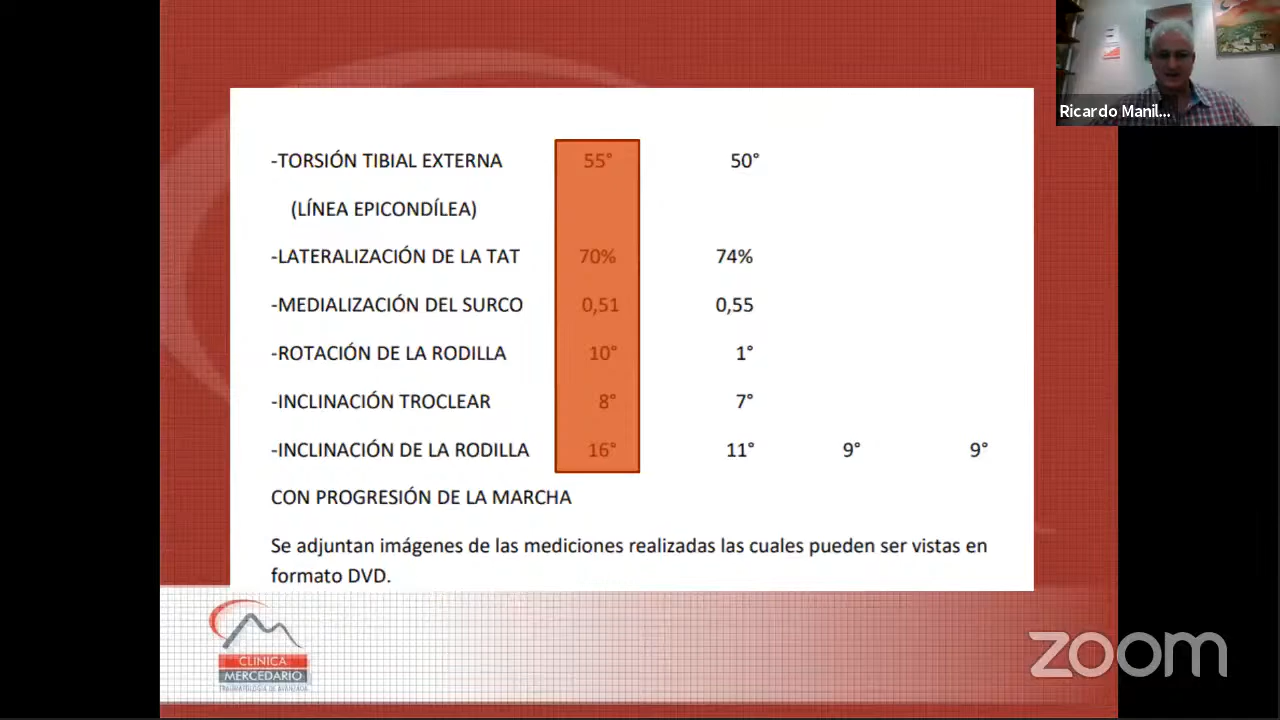 Ricardo Manil...
-TORSIÓN TIBIAL EXTERNA 55° 50°
(LÍNEA EPICONDÍLEA)
-LATERALIZACIÓN DE LA TAT 70% 74%
-MEDIALIZACIÓN DEL SURCO 0,51 0,55
-ROTACIÓN DE LA RODILLA 10° 1°
-INCLINACIÓN TROCLEAR 8° 7°
-INCLINACIÓN DE LA RODILLA 16° 11° 9° 9°
CON PROGRESIÓN DE LA MARCHA
Se adjuntan imágenes de las mediciones realizadas las cuales pueden ser vistas en
formato DVD.
CLINICA
MERCEDARIO
TRAUMATOLOGIA DE AVANZADA
zoom